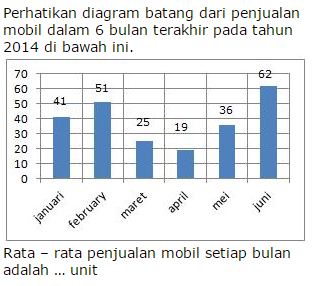 Perhatikan diagram batang dari penjualan
mobil dalam 6 bulan terakhir pada tahun
2014 di bawah ini.
70
60
50
40
30
20
10
0
41
51
25
19
36
62
januari
february
maret
april
mei
juni
Rata – rata penjualan mobil setiap bulan
adalah ... unit